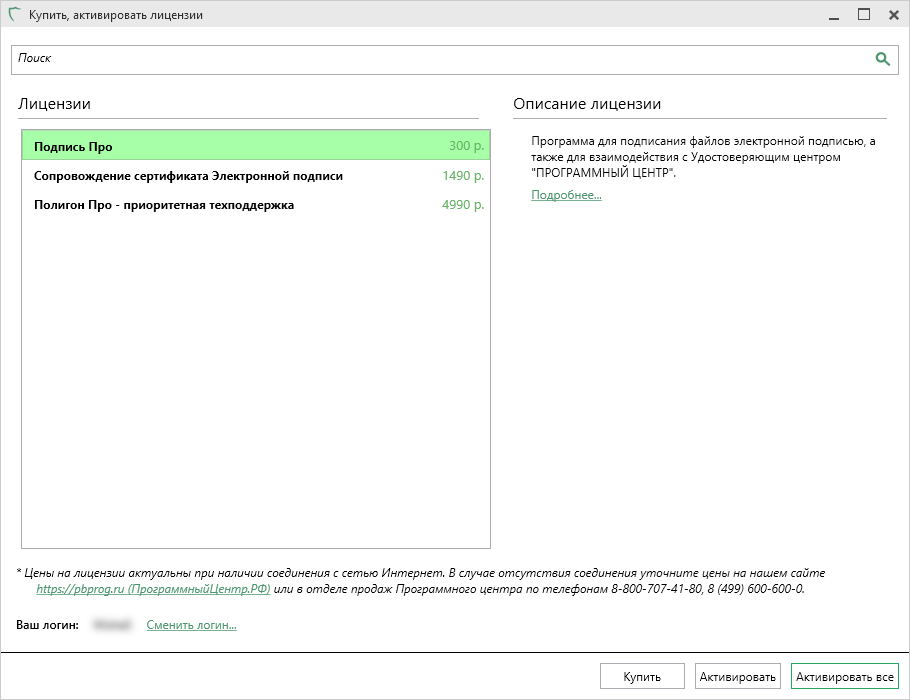 Купить, активировать лицензии
Поиск
Лицензии
Описание лицензии
Подпись Про 300 р.
Сопровождение сертификата Электронной подписи 1490 р.
Полигон Про - приоритетная техподдержка 4990 р.
Программа для подписания файлов электронной подписью, а
также для взаимодействия с Удостоверяющим центром
"ПРОГРАММНЫЙ ЦЕНТР".
Подробнее...
* Цены на лицензии актуальны при наличии соединения с сетью Интернет. В случае отсутствия соединения уточните цены на нашем сайте
https://pbprog.ru (ПрограммныйЦентр.РФ) или в отделе продаж Программного центра по телефонам 8-800-707-41-80, 8 (499) 600-600-0.
Ваш логин: Сменить логин...
Купить Активировать Активировать все